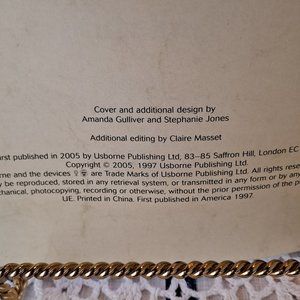 Cover and additional design by
Amanda Gulliver and Stephanie Jones
Additional editing by Claire Masset
first published in 2005 by Usborne Publishing Ltd, 83–85 Saffron Hill, London EC
Copyright © 2005, 1997 Usborne Publishing Ltd.
rne and the devices are Trade Marks of Usborne Publishing Ltd. All rights rese
y be reproduced, stored in any retrieval system, or transmitted in any form or by any
chanical, photocopying, recording or otherwise, without the prior permission of the p
UE. Printed in China. First published in America 1997.